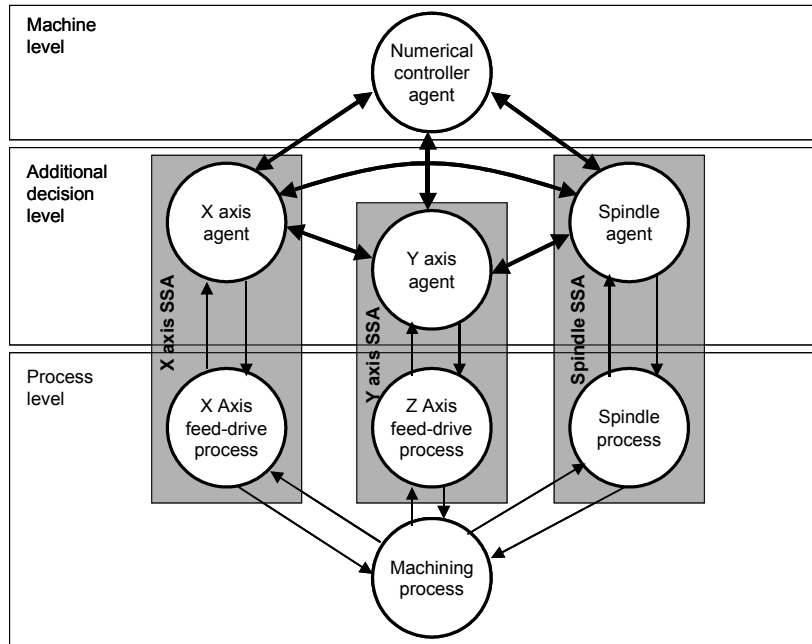 Machine
level
Numerical
controller
agent
Additional
decision
level
X axis
agent
Y axis
agent
Spindle
agent
X axis SSA
Y axis SSA
Spindle SSA
Process
level
X Axis
feed-drive
process
Z Axis
feed-drive
process
Spindle
process
Machining
process